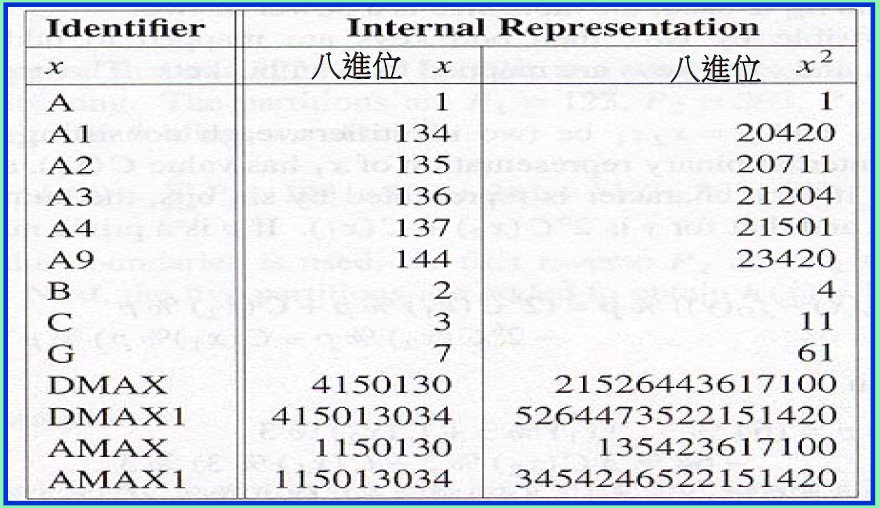 Identifier Internal Representation
x 八進位 x 八進位 x²
A 1 1
A1 134 20420
A2 135 20711
A3 136 21204
A4 137 21501
A9 144 23420
B 2 4
C 3 11
G 7 61
DMAX 4150130 21526443617100
DMAX1 415013034 5264473522151420
AMAX 1150130 135423617100
AMAX1 115013034 3454246522151420